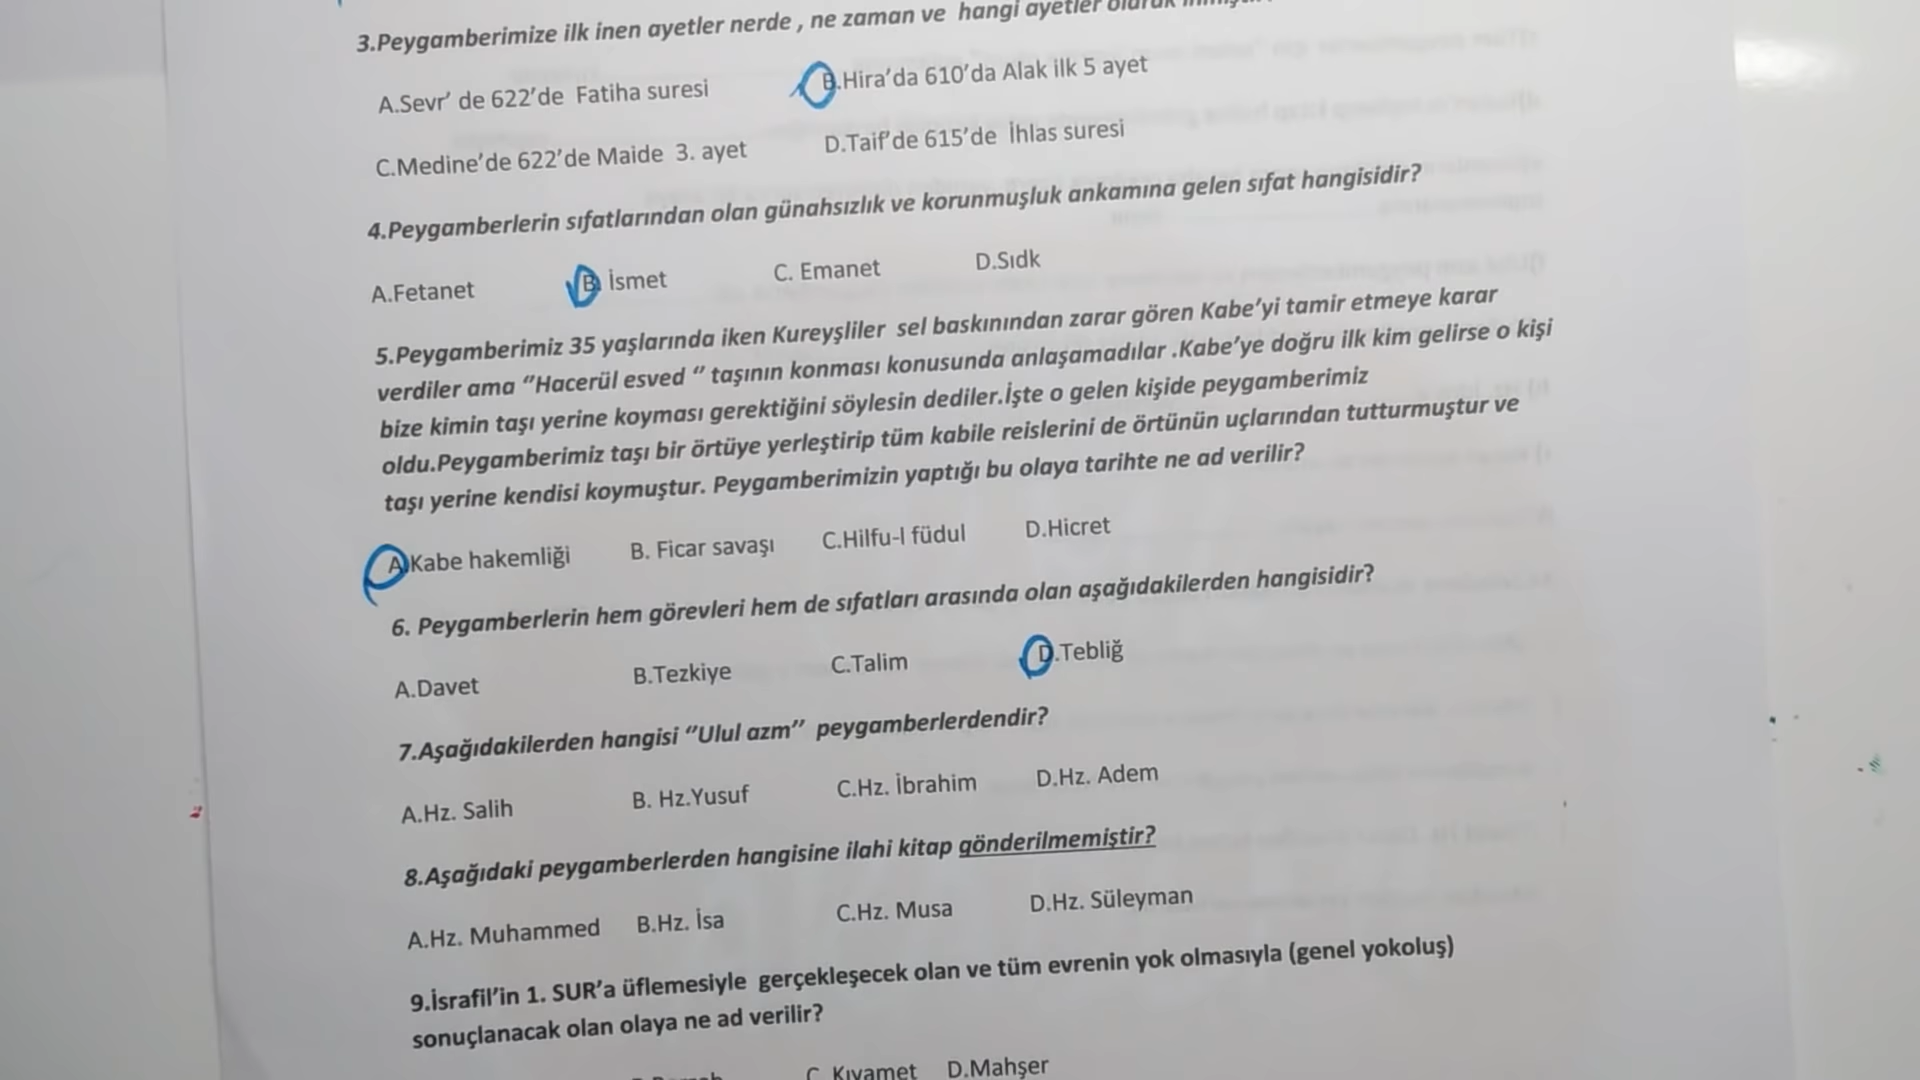 3.Peygamberimize ilk inen ayetler nerde , ne zaman ve hangi ayetler olarak
A.Sevr' de 622'de Fatiha suresi B.Hira'da 610'da Alak ilk 5 ayet
C.Medine'de 622'de Maide 3. ayet D.Taif'de 615'de İhlas suresi
4.Peygamberlerin sıfatlarından olan günahsızlık ve korunmuşluk ankamına gelen sıfat hangisidir?
A.Fetanet B. İsmet C. Emanet D.Sıdk
5.Peygamberimiz 35 yaşlarında iken Kureyşliler sel baskınından zarar gören Kabe'yi tamir etmeye karar
verdiler ama ‘’Hacerül esved ‘’ taşının konması konusunda anlaşamadılar .Kabe'ye doğru ilk kim gelirse o kişi
bize kimin taşı yerine koyması gerektiğini söylesin dediler.İşte o gelen kişide peygamberimiz
oldu.Peygamberimiz taşı bir örtüye yerleştirip tüm kabile reislerini de örtünün uçlarından tutturmuştur ve
taşı yerine kendisi koymuştur. Peygamberimizin yaptığı bu olaya tarihte ne ad verilir?
A.Kabe hakemliği B. Ficar savaşı C.Hilfu-l füdul D.Hicret
6. Peygamberlerin hem görevleri hem de sıfatları arasında olan aşağıdakilerden hangisidir?
A.Davet B.Tezkiye C.Talim D.Tebliğ
7.Aşağıdakilerden hangisi ‘’Ulul azm’’ peygamberlerdendir?
A.Hz. Salih B. Hz.Yusuf C.Hz. İbrahim D.Hz. Adem
8.Aşağıdaki peygamberlerden hangisine ilahi kitap gönderilmemiştir?
A.Hz. Muhammed B.Hz. İsa C.Hz. Musa D.Hz. Süleyman
9.İsrafil'in 1. SUR'a üflemesiyle gerçekleşecek olan ve tüm evrenin yok olmasıyla (genel yokoluş)
sonuçlanacak olan olaya ne ad verilir?
C. Kıyamet D.Mahşer